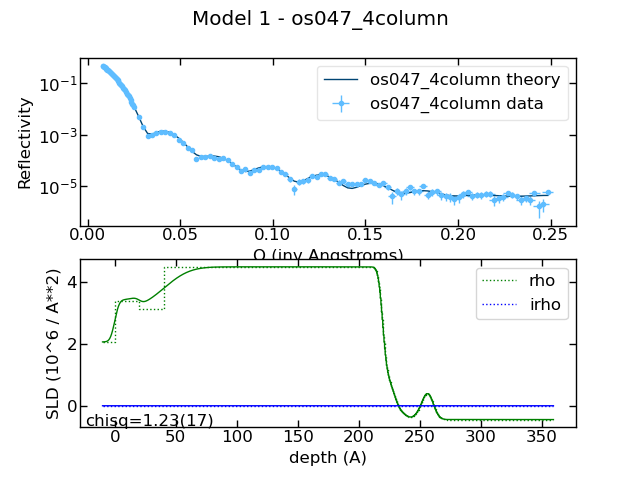 Model 1 - os047_4column
Reflectivity
10⁻¹
10⁻³
10⁻⁵
os047_4column theory
os047_4column data
0.00 0.05 0.10 0.15 0.20 0.25
Q (inv Angstroms)
SLD (10^6 / A**2)
4
2
0
rho
irho
chisq=1.23(17)
0 50 100 150 200 250 300 350
depth (A)